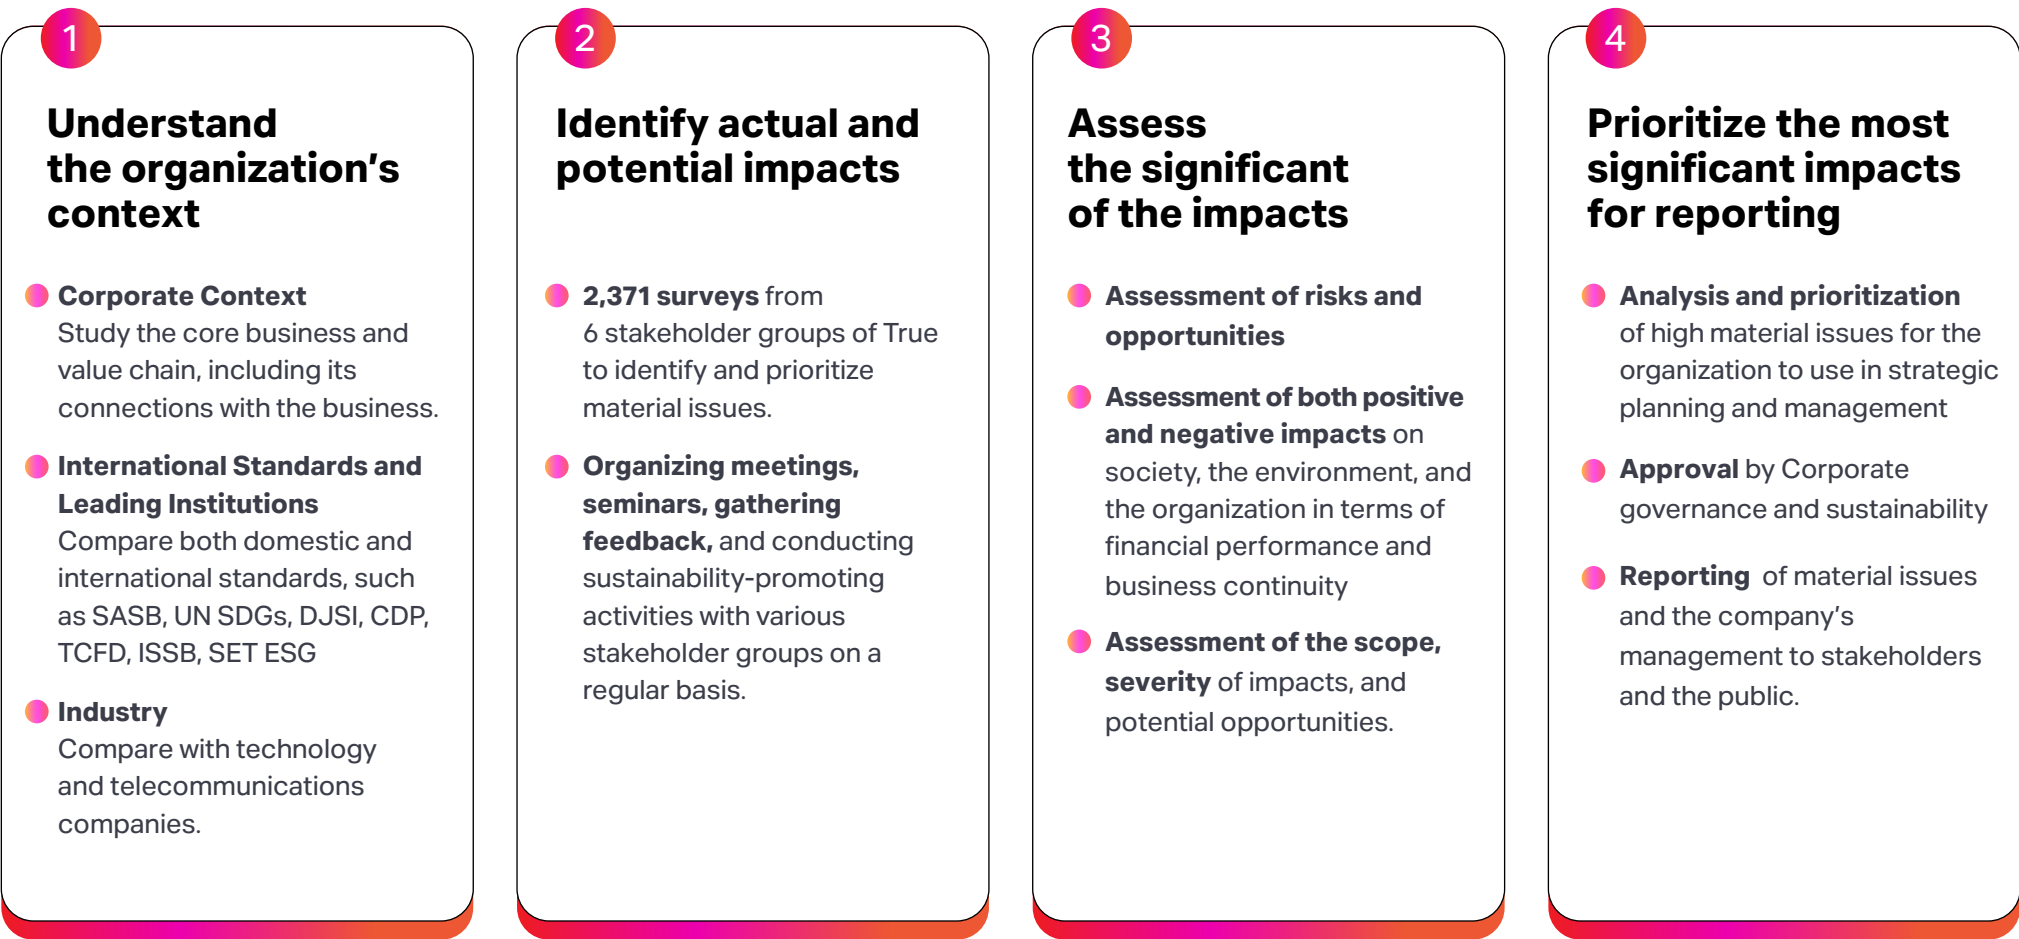 1
Understand
the organization’s
context
Corporate Context
Study the core business and
value chain, including its
connections with the business.
International Standards and
Leading Institutions
Compare both domestic and
international standards, such
as SASB, UN SDGs, DJSI, CDP,
TCFD, ISSB, SET ESG
Industry
Compare with technology
and telecommunications
companies.
2
Identify actual and
potential impacts
2,371 surveys from
6 stakeholder groups of True
to identify and prioritize
material issues.
Organizing meetings,
seminars, gathering
feedback, and conducting
sustainability-promoting
activities with various
stakeholder groups on a
regular basis.
3
Assess
the significant
of the impacts
Assessment of risks and
opportunities
Assessment of both positive
and negative impacts on
society, the environment, and
the organization in terms of
financial performance and
business continuity
Assessment of the scope,
severity of impacts, and
potential opportunities.
4
Prioritize the most
significant impacts
for reporting
Analysis and prioritization
of high material issues for the
organization to use in strategic
planning and management
Approval by Corporate
governance and sustainability
Reporting of material issues
and the company’s
management to stakeholders
and the public.